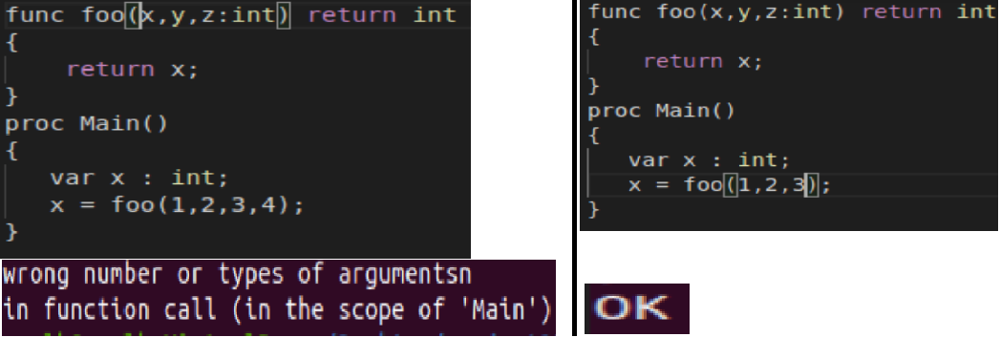 func foo(x,y,z:int) return int
{
return x;
}
proc Main()
{
var x : int;
x = foo(1,2,3,4);
}
wrong number or types of argumentsn
in function call (in the scope of 'Main')
func foo(x,y,z:int) return int
{
return x;
}
proc Main()
{
var x : int;
x = foo(1,2,3);
}
OK